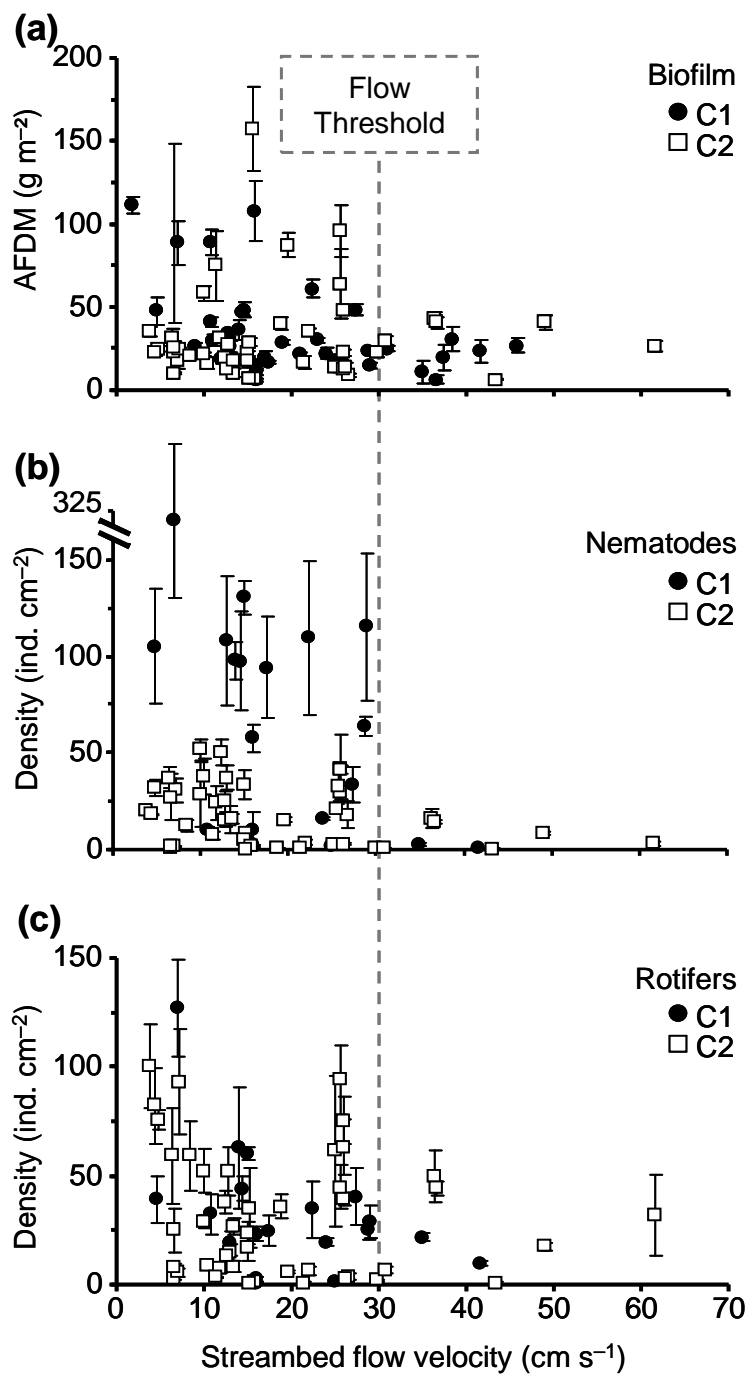 (a)
200
150
100
50
0
AFDM (g m⁻²)
Flow
Threshold
Biofilm
C1
C2
(b)
325
150
100
50
0
Density (ind. cm⁻²)
Nematodes
C1
C2
(c)
150
100
50
0
Density (ind. cm⁻²)
Rotifers
C1
C2
0 10 20 30 40 50 60 70
Streambed flow velocity (cm s⁻¹)